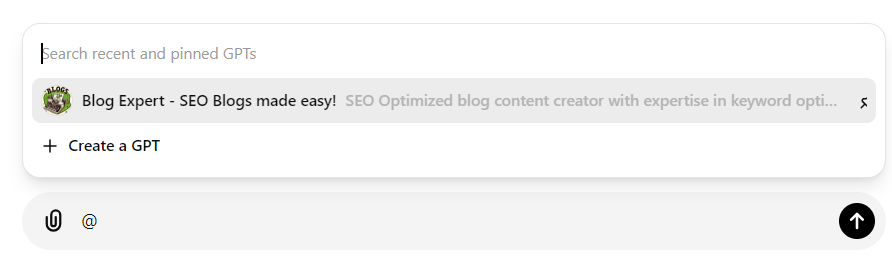 Search recent and pinned GPTs
BLOGS
Blog Expert - SEO Blogs made easy! SEO Optimized blog content creator with expertise in keyword opti...
Create a GPT
@